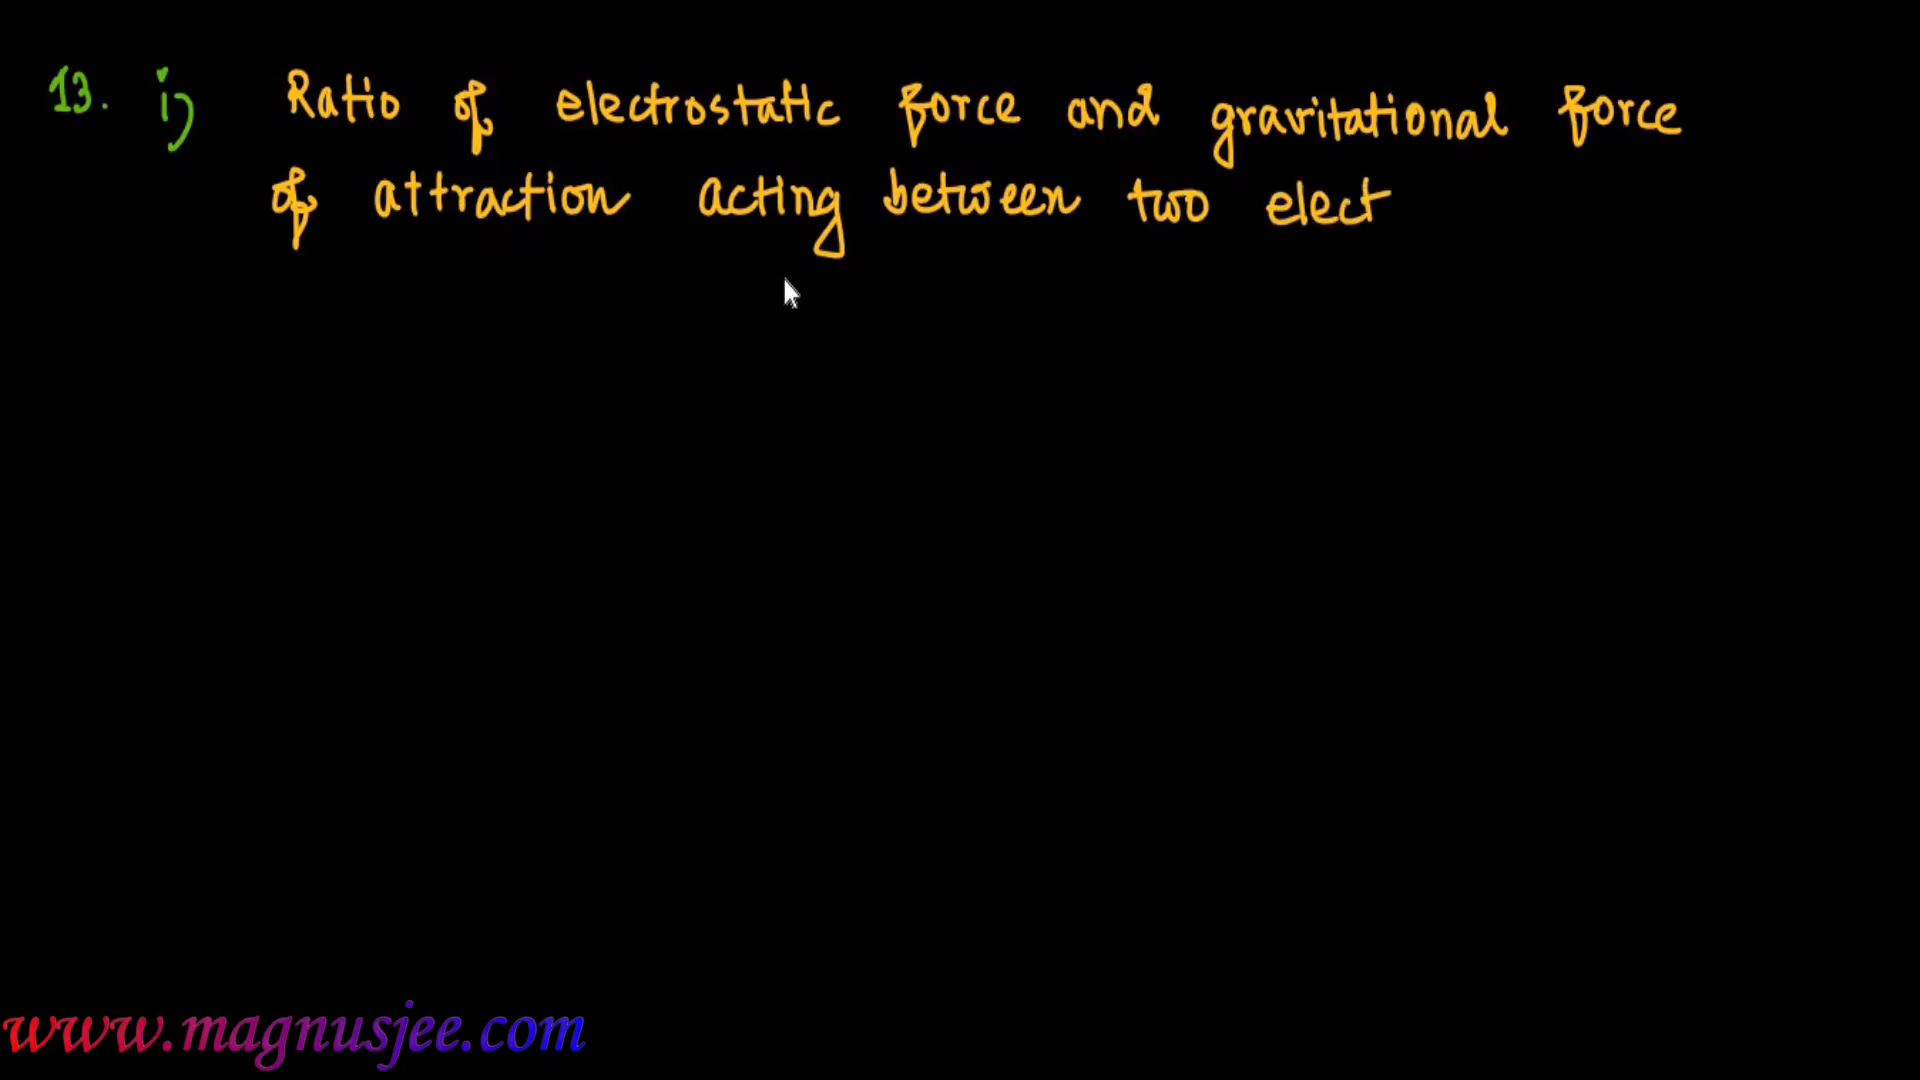 13. i) Ratio of electrostatic force and gravitational force
of attraction acting between two elect
www.magnusjee.com